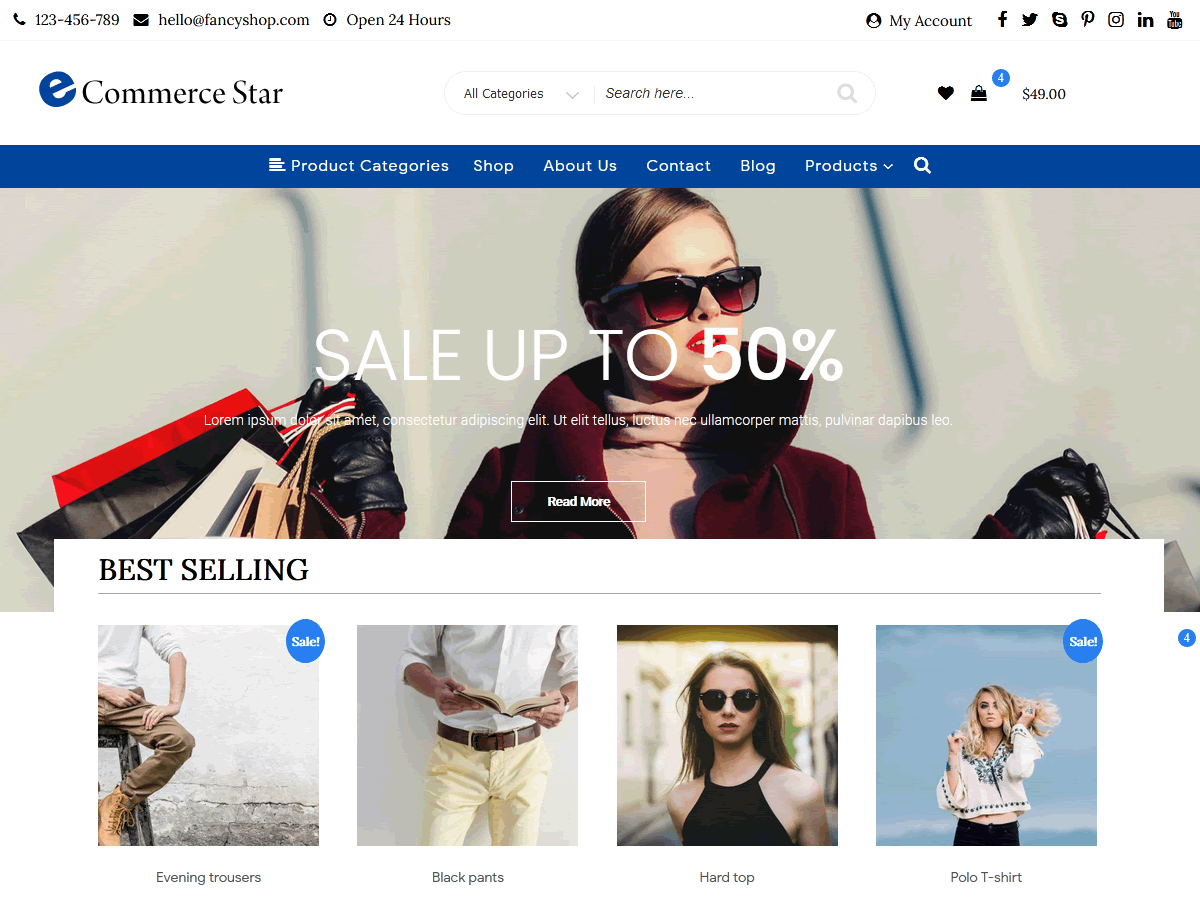 123-456-789 hello@fancyshop.com Open 24 Hours My Account
You Tube
4
e Commerce Star All Categories Search here... $49.00
Product Categories Shop About Us Contact Blog Products
SALE UP TO 50%
Lorem ipsum dolor sit amet, consectetur adipiscing elit. Ut elit tellus, luctus nec ullamcorper mattis, pulvinar dapibus leo.
Read More
BEST SELLING
Sale! Sale! 4
Evening trousers Black pants Hard top Polo T-shirt